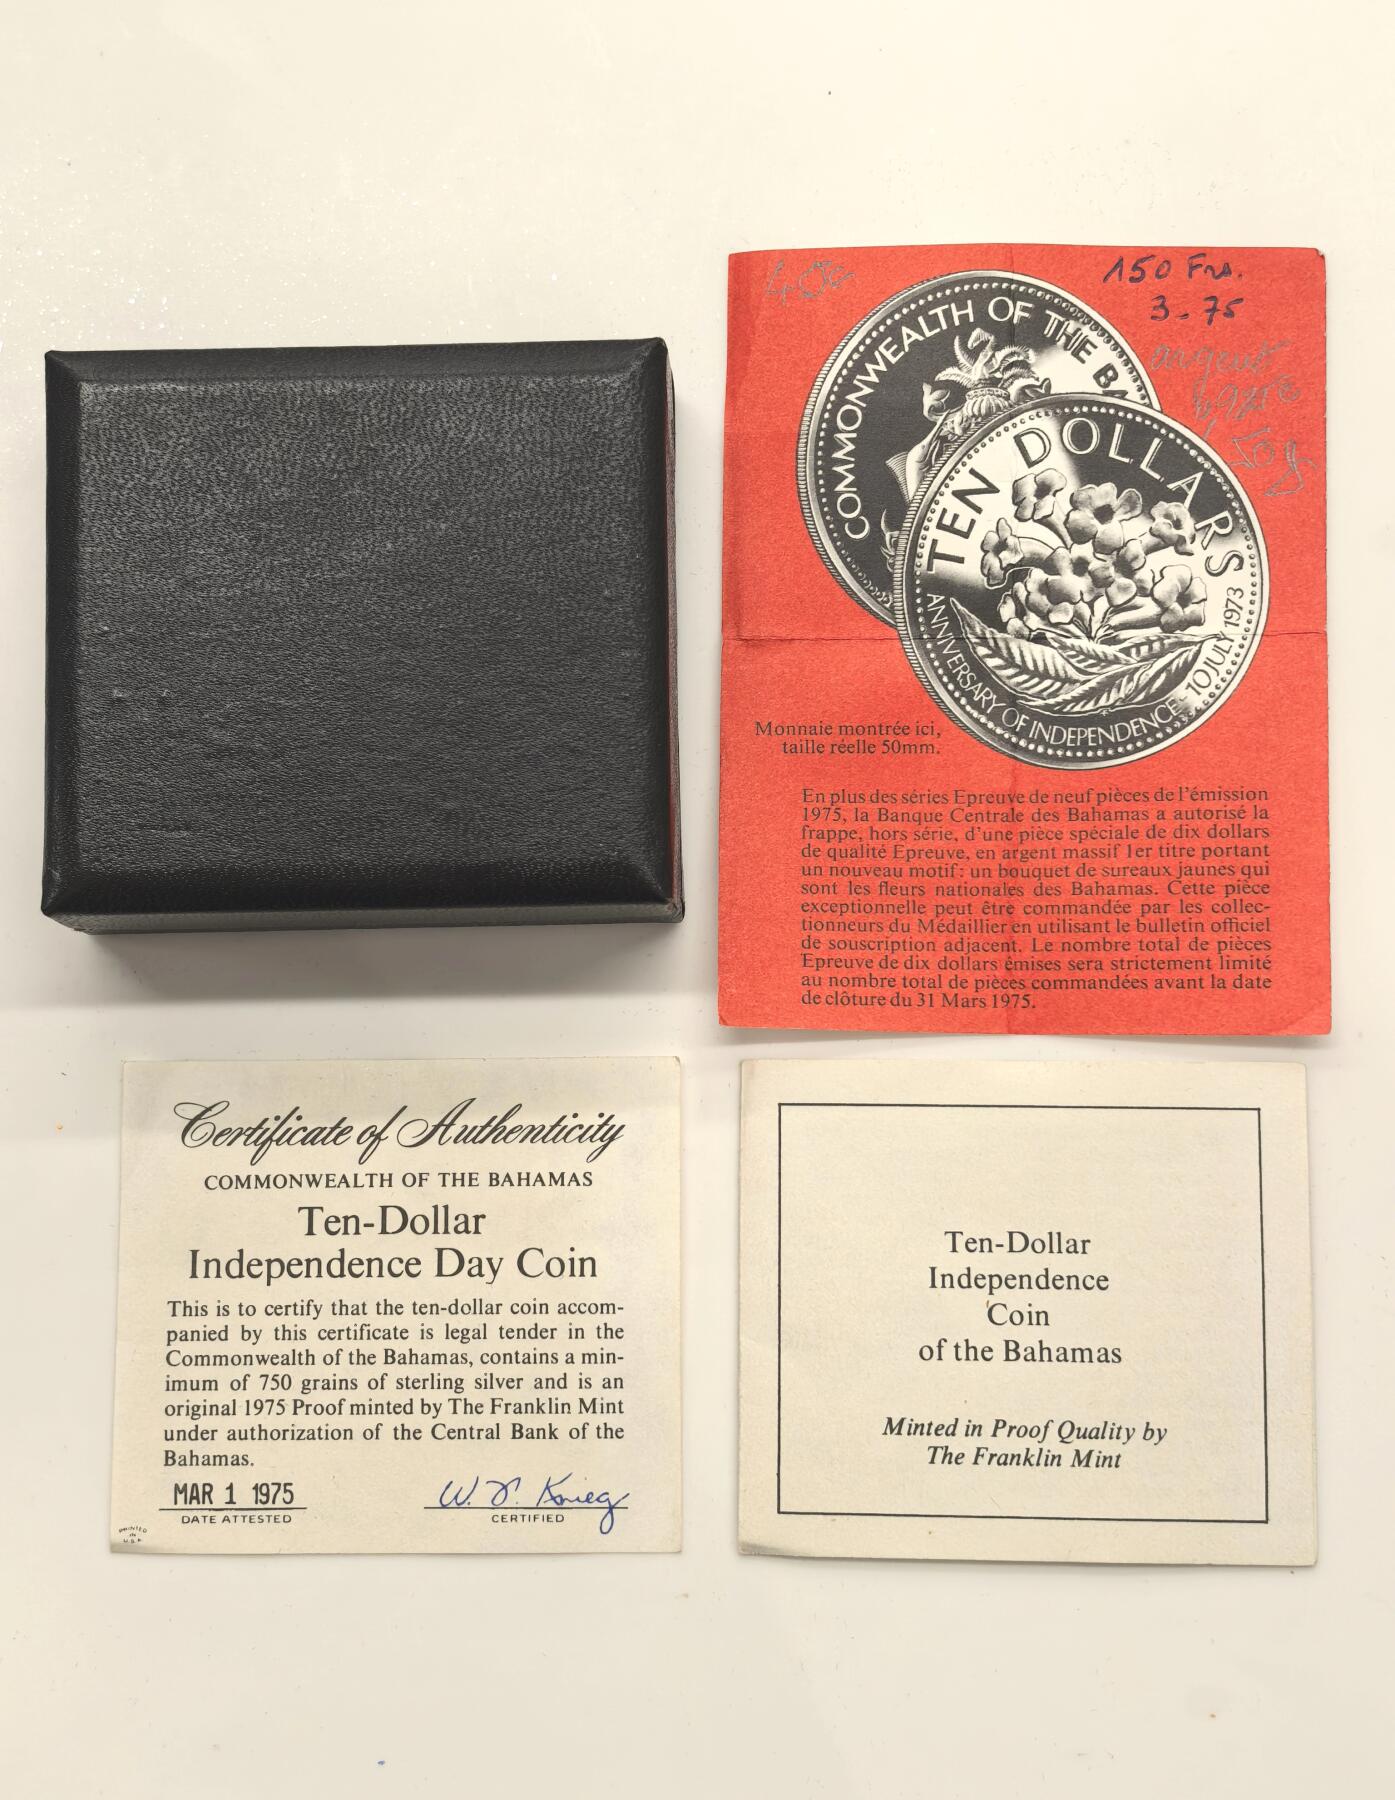 150 Frs.
3-75
argent
925%
50g
COMMONWEALTH OF THE BA
TEN DOLLARS
ANNIVERSARY OF INDEPENDENCE - 10 JULY 1973
Monnaie montrée ici,
taille réelle 50mm.
En plus des séries Epreuve de neuf pièces de l'émission
1975, la Banque Centrale des Bahamas a autorisé la
frappe, hors série, d'une pièce spéciale de dix dollars
de qualité Epreuve, en argent massif 1er titre portant
un nouveau motif: un bouquet de sureaux jaunes qui
sont les fleurs nationales des Bahamas. Cette pièce
exceptionnelle peut être commandée par les collec-
tionneurs du Médaillier en utilisant le bulletin officiel
de souscription adjacent. Le nombre total de pièces
Epreuve de dix dollars émises sera strictement limité
au nombre total de pièces commandées avant la date
de clôture du 31 Mars 1975.
Certificate of Authenticity
COMMONWEALTH OF THE BAHAMAS
Ten-Dollar
Independence Day Coin
This is to certify that the ten-dollar coin accom-
panied by this certificate is legal tender in the
Commonwealth of the Bahamas, contains a min-
imum of 750 grains of sterling silver and is an
original 1975 Proof minted by The Franklin Mint
under authorization of the Central Bank of the
Bahamas.
MAR 1 1975
DATE ATTESTED
W. T. Krieg
CERTIFIED
PRINTED
IN
U.S.A.
Ten-Dollar
Independence
Coin
of the Bahamas
Minted in Proof Quality by
The Franklin Mint